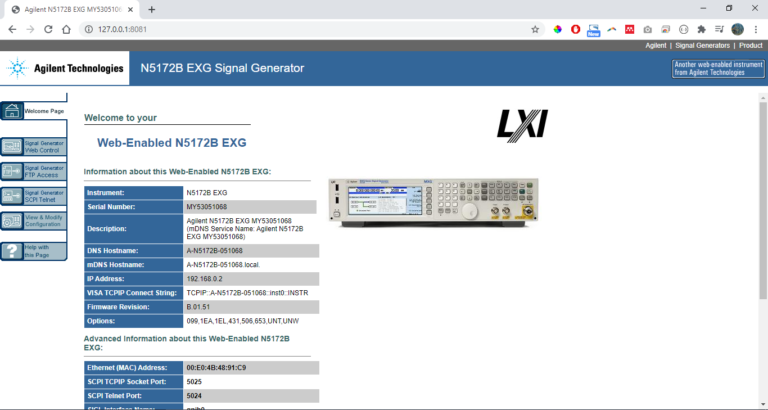 Agilent N5172B EXG MY53051068
127.0.0.1:8081
New
Agilent | Signal Generators | Product
Agilent Technologies
N5172B EXG Signal Generator
Another web-enabled instrument
from Agilent Technologies
Welcome Page
Signal Generator
Web Control
Signal Generator
FTP Access
Signal Generator
SCPI Telnet
View & Modify
Configuration
Help with
this Page
Welcome to your
Web-Enabled N5172B EXG
LXI
Information about this Web-Enabled N5172B EXG:
Instrument: N5172B EXG
Serial Number: MY53051068
Description: Agilent N5172B EXG MY53051068
(mDNS Service Name: Agilent N5172B
EXG MY53051068)
DNS Hostname: A-N5172B-051068
mDNS Hostname: A-N5172B-051068.local.
IP Address: 192.168.0.2
VISA TCPIP Connect String: TCPIP::A-N5172B-051068::inst0::INSTR
Firmware Revision: B.01.51
Options: 099,1EA,1EL,431,506,653,UNT,UNW
Advanced Information about this Web-Enabled N5172B
EXG:
Ethernet (MAC) Address: 00:E0:4B:48:91:C9
SCPI TCPIP Socket Port: 5025
SCPI Telnet Port: 5024
SICL Interface Name: gpib0